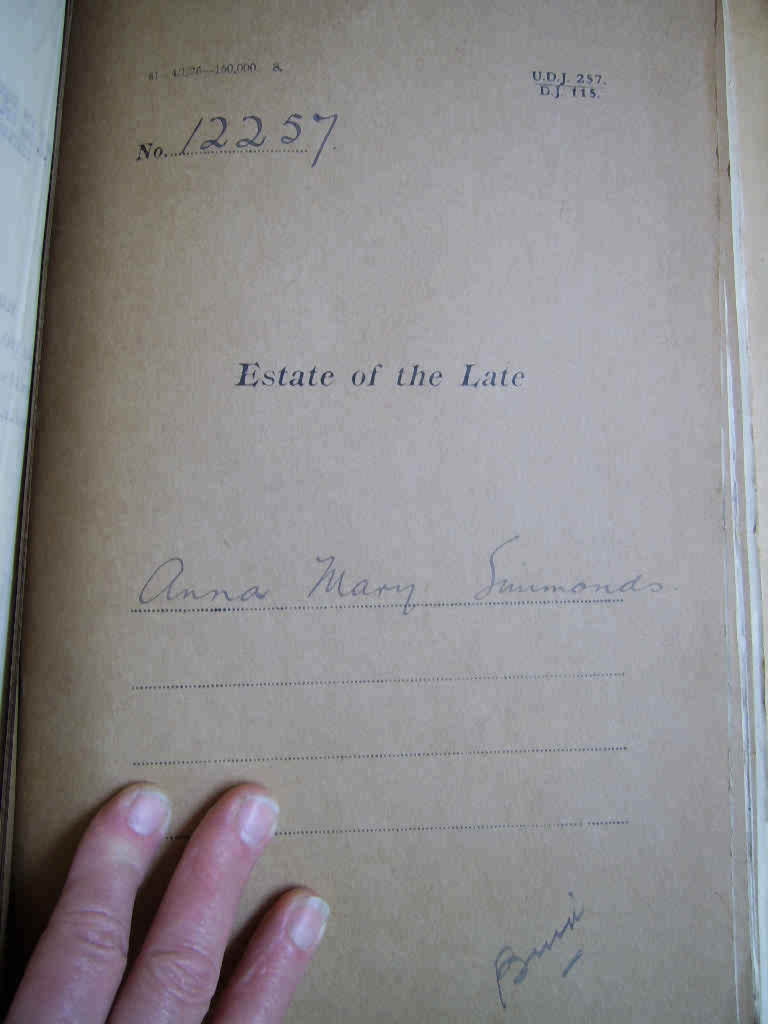 U.D.J. 257.
D.J. 115.
No. 12257.
Estate of the Late
Anna Mary Simmonds.